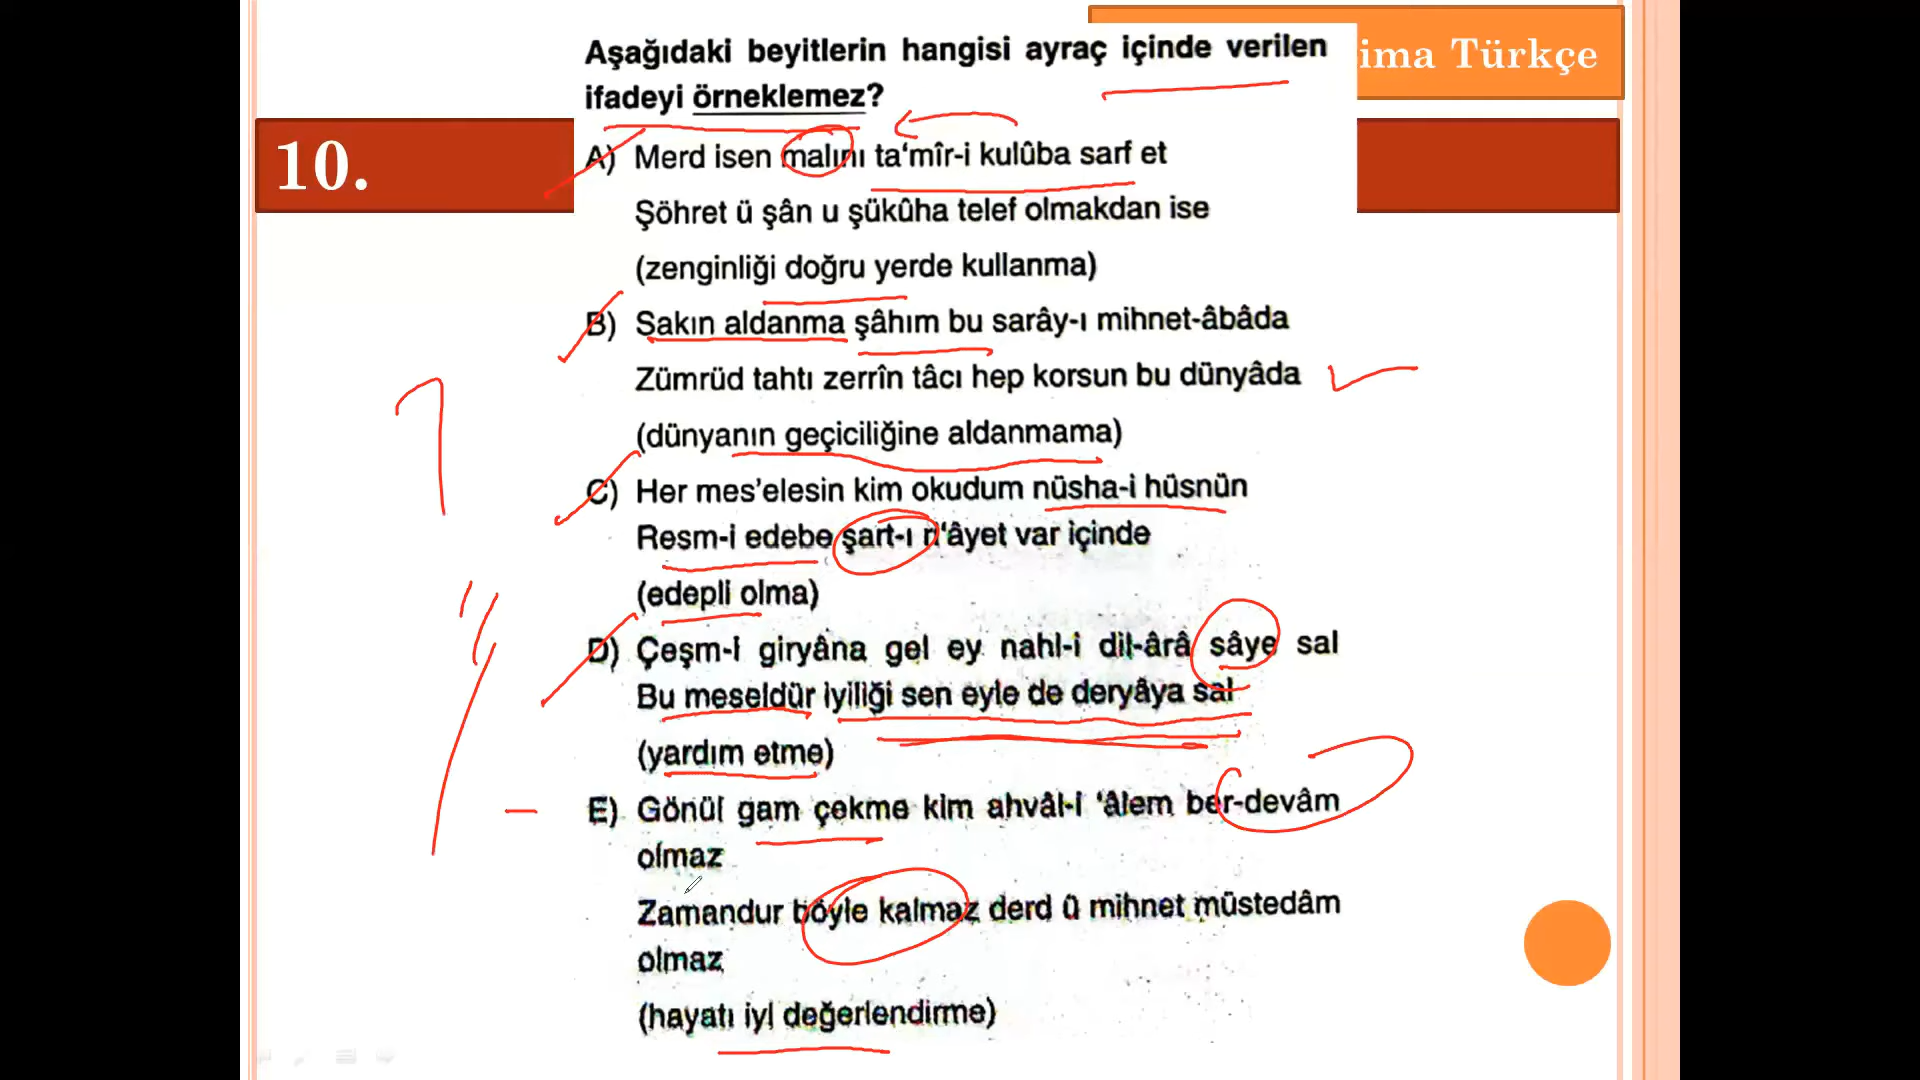 Aşağıdaki beyitlerin hangisi ayraç içinde verilen
ima Türkçe
ifadeyi örneklemez?
10.
A) Merd isen malını ta‘mîr-i kulûba sarf et
Şöhret ü şân u şükûha telef olmakdan ise
(zenginliği doğru yerde kullanma)
B) Sakın aldanma şâhım bu sarây-ı mihnet-âbâda
Zümrüd tahtı zerrîn tâcı hep korsun bu dünyâda
(dünyanın geçiciliğine aldanmama)
C) Her mes’elesin kim okudum nüsha-i hüsnün
Resm-i edebe şart-ı ri‘âyet var içinde
(edepli olma)
D) Çeşm-i giryâna gel ey nahl-i dil-ârâ sâye sal
Bu meseldür iyiliği sen eyle de deryâya sal
(yardım etme)
E) Gönül gam çekme kim ahvâl-i ‘âlem ber-devâm
olmaz
Zamandur böyle kalmaz derd û mihnet müstedâm
olmaz
(hayatı iyi değerlendirme)